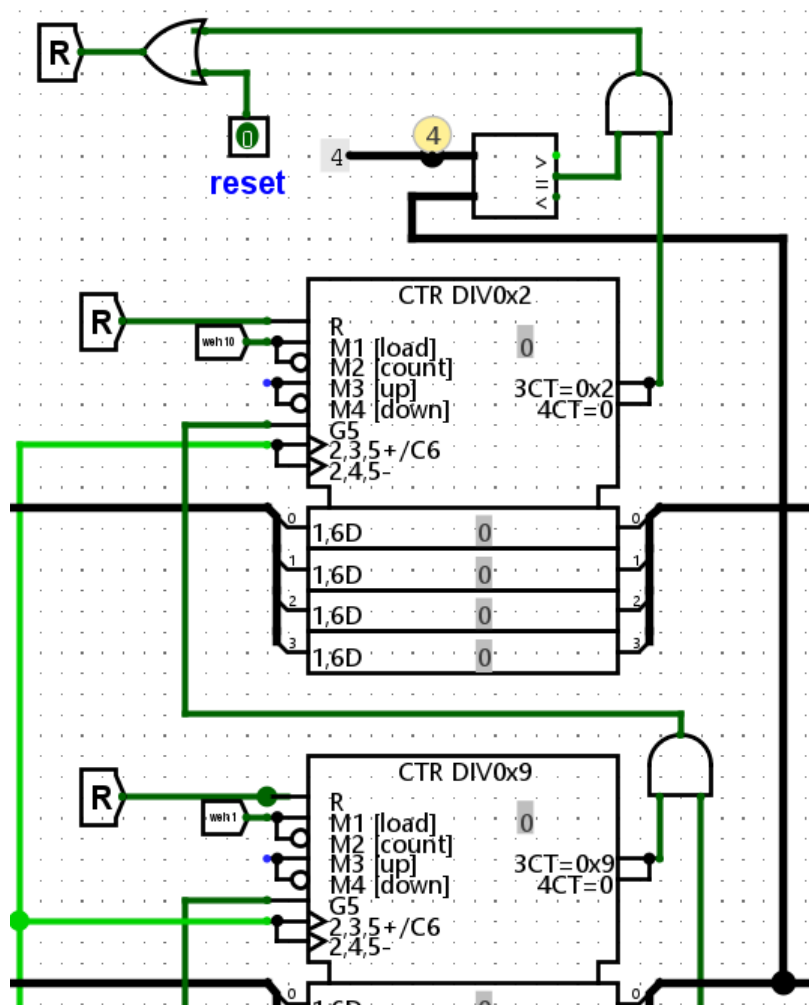 R
0
reset
4
4
>
=
<
CTR DIV0x2
R
R
weh 10
M1 [load]
0
M2 [count]
M3 [up]
3CT=0x2
M4 [down]
4CT=0
G5
2,3,5+/C6
2,4,5-
0
1,6D
0
0
1
1,6D
0
1
2
1,6D
0
2
3
1,6D
0
3
CTR DIV0x9
R
R
weh 1
M1 [load]
0
M2 [count]
M3 [up]
3CT=0x9
M4 [down]
4CT=0
G5
2,3,5+/C6
2,4,5-
0
1,6D
0
0